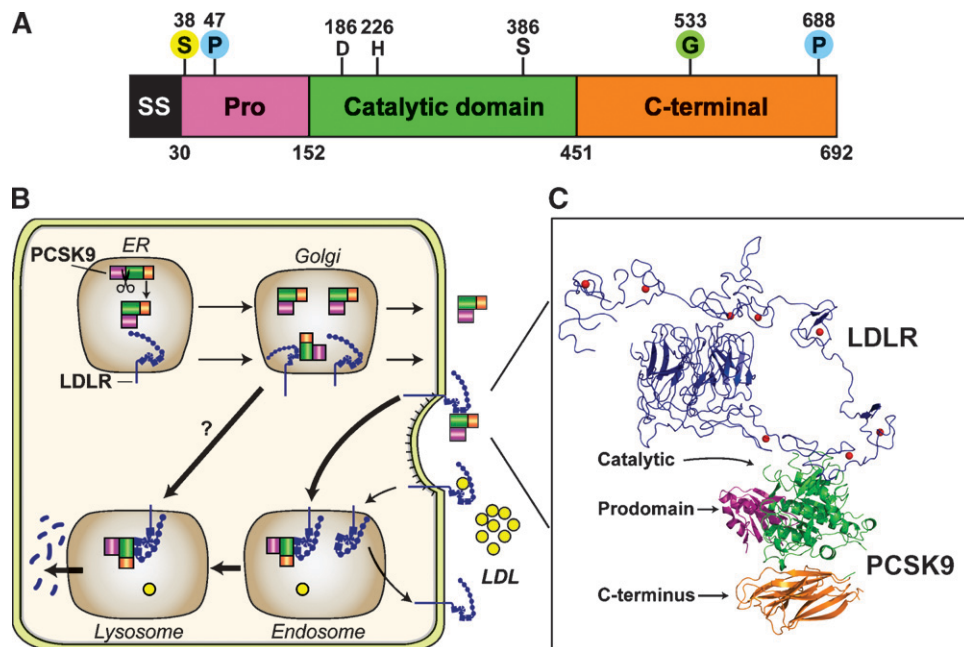 A
38 47 186 226 386 533 688
S P D H S G P
SS Pro Catalytic domain C-terminal
30 152 451 692
B
C
ER
PCSK9
Golgi
LDLR
?
LDL
Lysosome
Endosome
LDLR
Catalytic
Prodomain
PCSK9
C-terminus